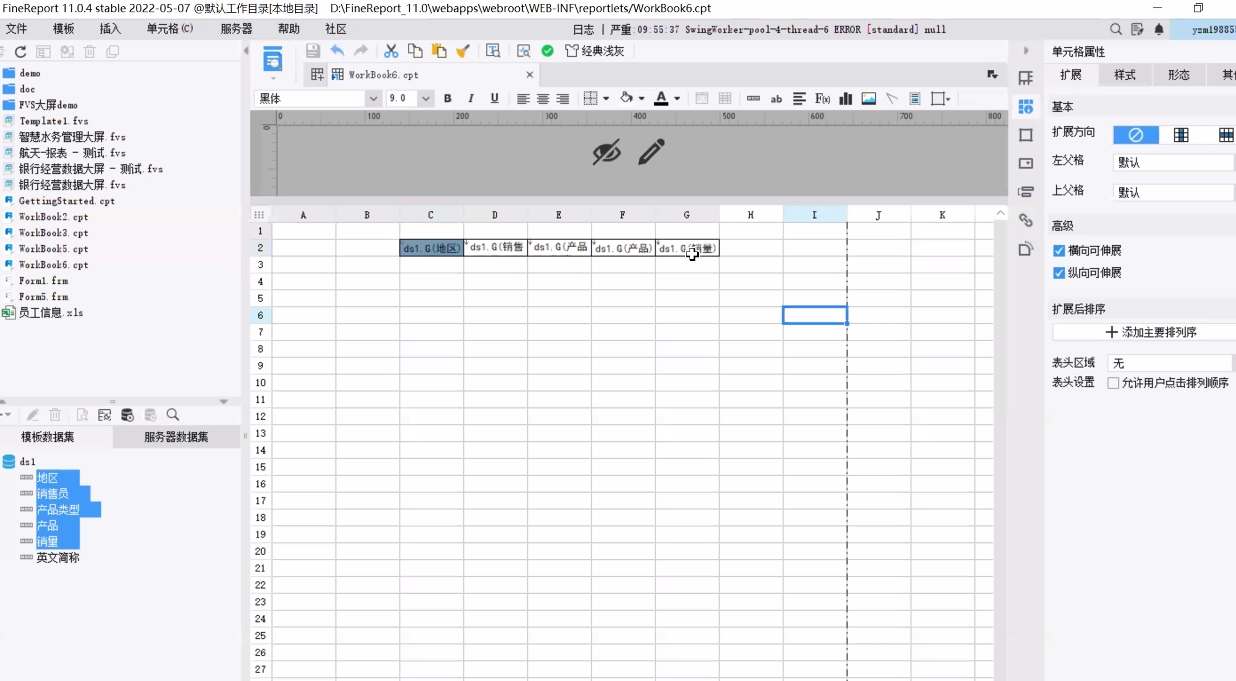 FineReport 11.0.4 stable 2022-05-07 @默认工作目录[本地目录] D:\FineReport_11.0\webapps\webroot\WEB-INF\reportlets/WorkBook6.cpt
文件 模板 插入 单元格(C) 服务器 帮助 社区 日志 | 严重:09:55:37 SwingWorker-pool-4-thread-6 ERROR [standard] null
经典浅灰
WorkBook6.cpt
黑体 9.0 B I U A ab F(x)
0 100 200 300 400 500 600 700 800
0
demo
doc
FVS大屏demo
Template1.fvs
智慧水务管理大屏.fvs
航天-报表 - 测试.fvs
银行经营数据大屏 - 测试.fvs
银行经营数据大屏.fvs
GettingStarted.cpt
WorkBook2.cpt
WorkBook3.cpt
WorkBook5.cpt
WorkBook6.cpt
Form1.frm
Form5.frm
员工信息.xls
模板数据集 服务器数据集
ds1
地区
销售员
产品类型
产品
销量
英文简称
A B C D E F G H I J K
1
2 ds1.G(地区) ds1.G(销售 ds1.G(产品 ds1.G(产品) ds1.G(销量)
3
4
5
6
7
8
9
10
11
12
13
14
15
16
17
18
19
20
21
22
23
24
25
26
27
单元格属性
扩展 样式 形态
基本
扩展方向
左父格 默认
上父格 默认
高级
横向可伸展
纵向可伸展
扩展后排序
添加主要排列序
表头区域 无
表头设置 允许用户点击排列顺序